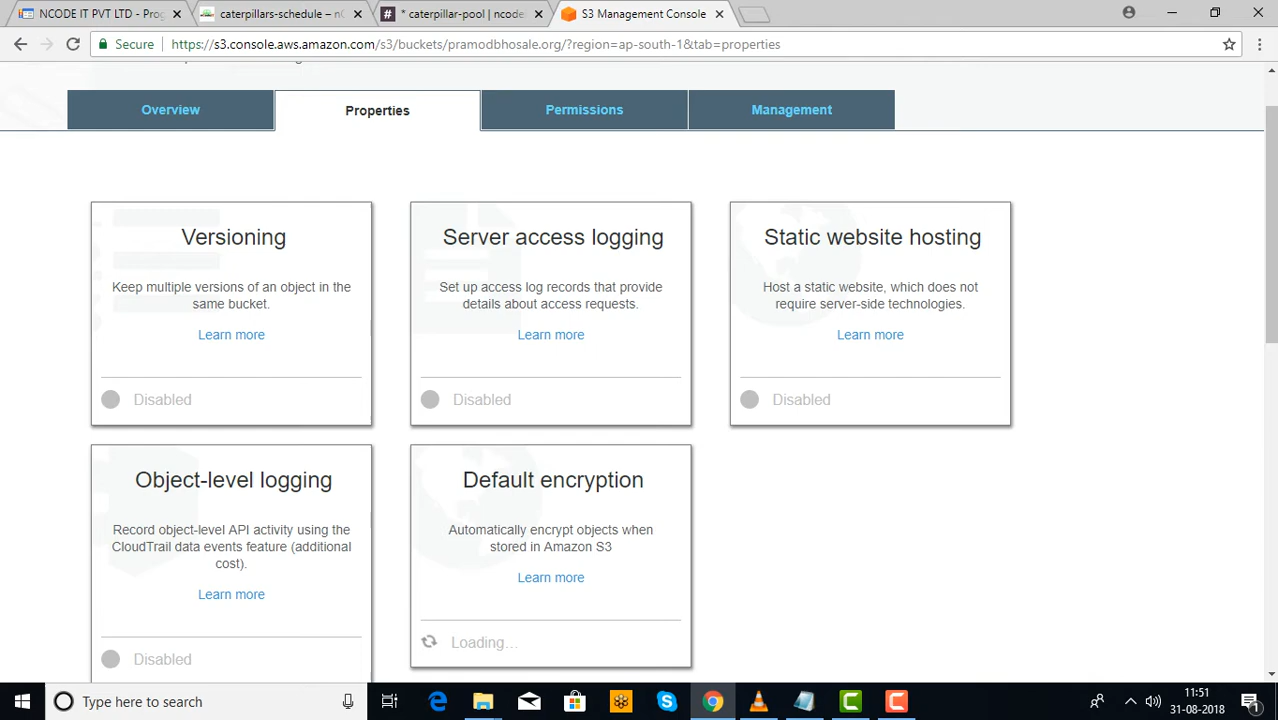 NCODE IT PVT LTD - Prog
caterpillars-schedule – nC
* caterpillar-pool | ncode
S3 Management Console
Secure
https://s3.console.aws.amazon.com/s3/buckets/pramodbhosale.org/?region=ap-south-1&tab=properties
Overview
Properties
Permissions
Management
Versioning
Keep multiple versions of an object in the
same bucket.
Learn more
Disabled
Server access logging
Set up access log records that provide
details about access requests.
Learn more
Disabled
Static website hosting
Host a static website, which does not
require server-side technologies.
Learn more
Disabled
Object-level logging
Record object-level API activity using the
CloudTrail data events feature (additional
cost).
Learn more
Disabled
Default encryption
Automatically encrypt objects when
stored in Amazon S3
Learn more
Loading...
Type here to search
11:51
31-08-2018